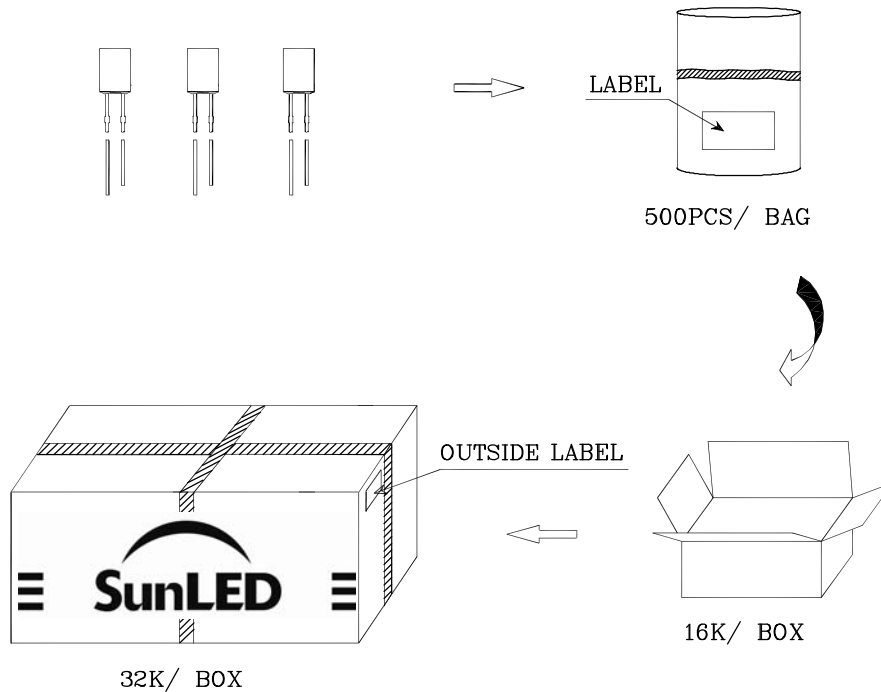 LABEL
500PCS/ BAG
OUTSIDE LABEL
SunLED
16K/ BOX
32K/ BOX